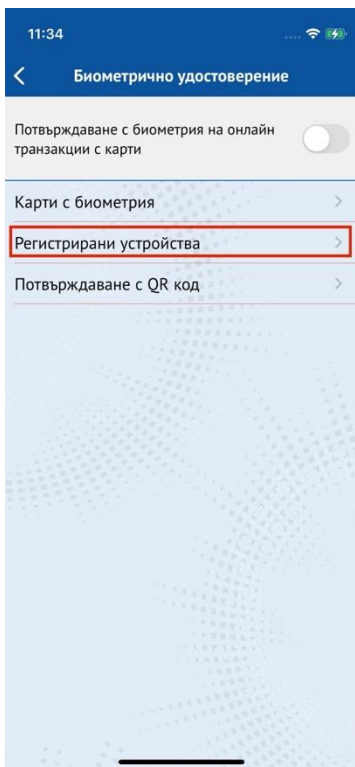 11:34
Биометрично удостоверение
Потвърждаване с биометрия на онлайн
транзакции с карти
Карти с биометрия
Регистрирани устройства
Потвърждаване с QR код